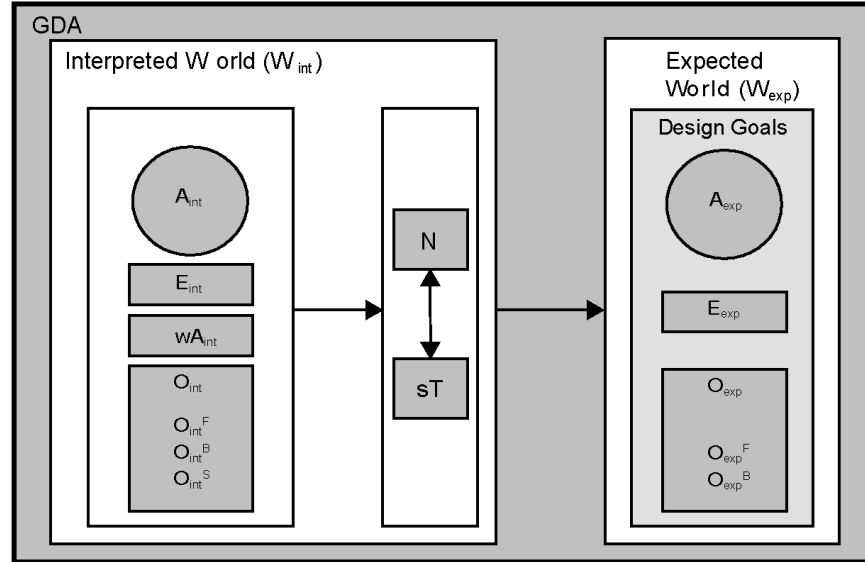 GDA
Interpreted W orld (W int)
A int
E int
wA int
O int
O int F
O int B
O int S
N
sT
Expected
World (W exp)
Design Goals
A exp
E exp
O exp
O exp F
O exp B